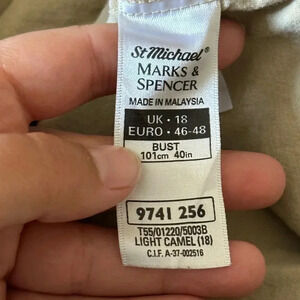 St Michael®
MARKS &
SPENCER
MADE IN MALAYSIA
UK • 18
EURO • 46-48
BUST
101cm 40in
9741 256
T55/01220/5003B
LIGHT CAMEL (18)
C.I.F. A-37-002516